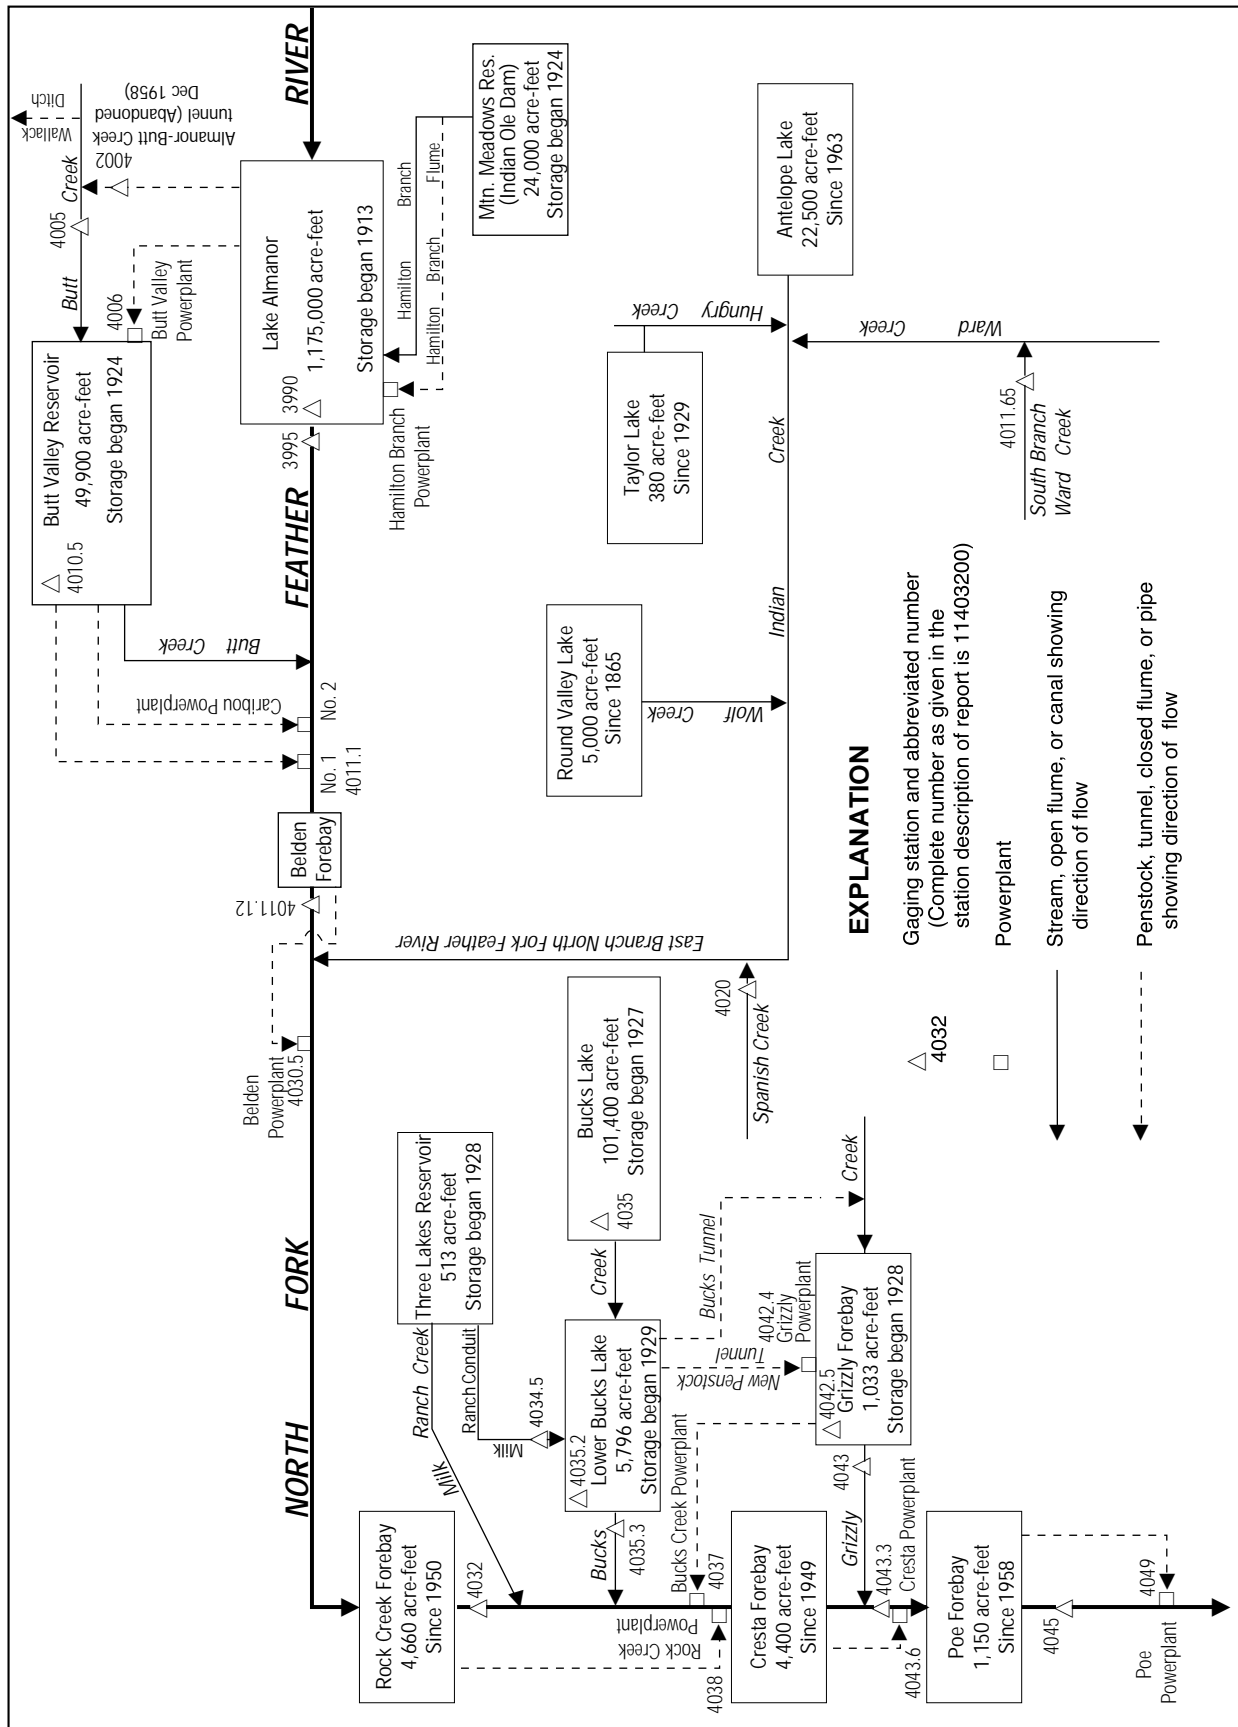 NORTH FORK FEATHER RIVER
Wallack
Ditch
Almanor-Butt Creek
tunnel (Abandoned
Dec 1958)
4002
Creek
4005
Butt
4006
Butt Valley
Powerplant
Butt Valley Reservoir
49,900 acre-feet
Storage began 1924
4010.5
Lake Almanor
1,175,000 acre-feet
Storage began 1913
3990
3995
Hamilton Branch
Hamilton Branch Flume
Mtn. Meadows Res.
(Indian Ole Dam)
24,000 acre-feet
Storage began 1924
Hamilton Branch
Powerplant
Butt Creek
Caribou Powerplant
No. 2
No. 1
4011.1
Belden
Forebay
4011.12
Belden
Powerplant
4030.5
East Branch North Fork Feather River
Antelope Lake
22,500 acre-feet
Since 1963
Hungry Creek
Taylor Lake
380 acre-feet
Since 1929
Ward Creek
4011.65
South Branch
Ward Creek
Indian Creek
Round Valley Lake
5,000 acre-feet
Since 1865
Wolf Creek
4020
Spanish Creek
Three Lakes Reservoir
513 acre-feet
Storage began 1928
Milk Ranch Creek
Milk Ranch Conduit
4034.5
Bucks Lake
101,400 acre-feet
Storage began 1927
4035
Bucks Creek
4035.2
Lower Bucks Lake
5,796 acre-feet
Storage began 1929
4035.3
Bucks Tunnel
New Penstock
Tunnel
4042.4
Grizzly
Powerplant
Grizzly Creek
4042.5
Grizzly Forebay
1,033 acre-feet
Storage began 1928
4043
Rock Creek Forebay
4,660 acre-feet
Since 1950
4032
Bucks Creek Powerplant
4037
Rock Creek
Powerplant
4038
Cresta Forebay
4,400 acre-feet
Since 1949
4043.3
Cresta Powerplant
4043.6
Poe Forebay
1,150 acre-feet
Since 1958
4045
4049
Poe
Powerplant
EXPLANATION
4032
Gaging station and abbreviated number
(Complete number as given in the
station description of report is 11403200)
Powerplant
Stream, open flume, or canal showing
direction of flow
Penstock, tunnel, closed flume, or pipe
showing direction of flow